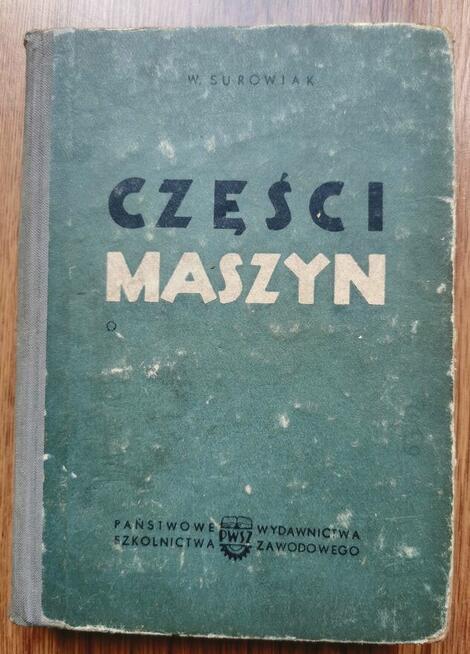 W. SUROWIAK
CZĘŚCI
MASZYN
PAŃSTWOWE WYDAWNICTWA
SZKOLNICTWA PWSZ ZAWODOWEGO